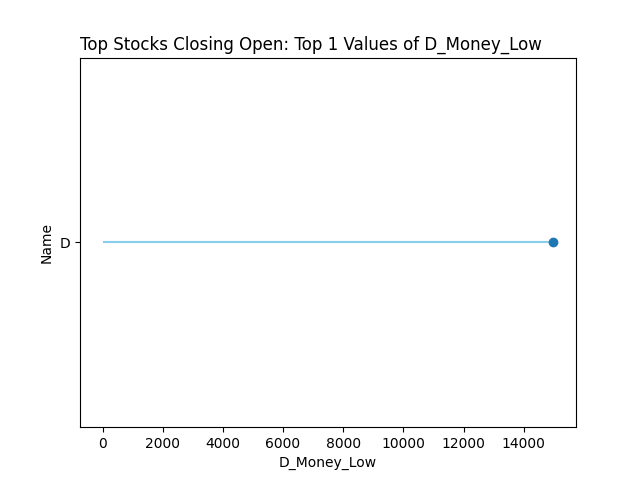 Top Stocks Closing Open: Top 1 Values of D_Money_Low
Name
D
0 2000 4000 6000 8000 10000 12000 14000
D_Money_Low